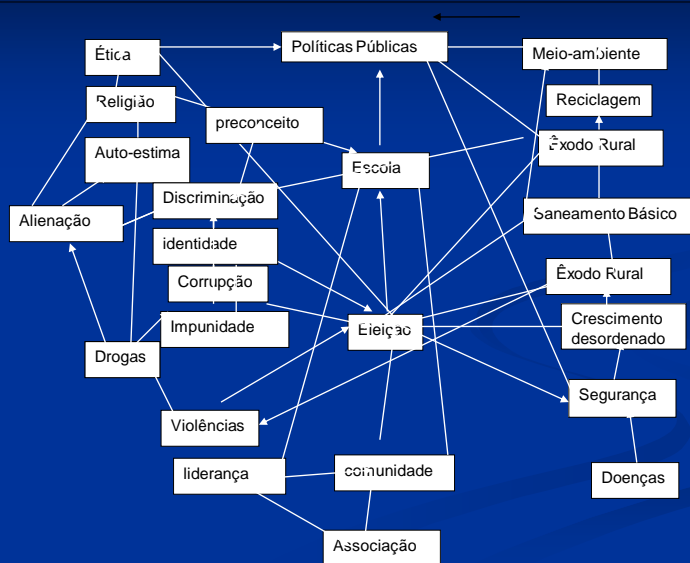 Ética
Políticas Públicas
Meio-ambiente
Religião
Reciclagem
preconceito
Auto-estima
Êxodo Rural
Escola
Discriminação
Alienação
Saneamento Básico
identidade
Corrupção
Êxodo Rural
Impunidade
Eleição
Crescimento
desordenado
Drogas
Segurança
Violências
liderança
comunidade
Doenças
Associação